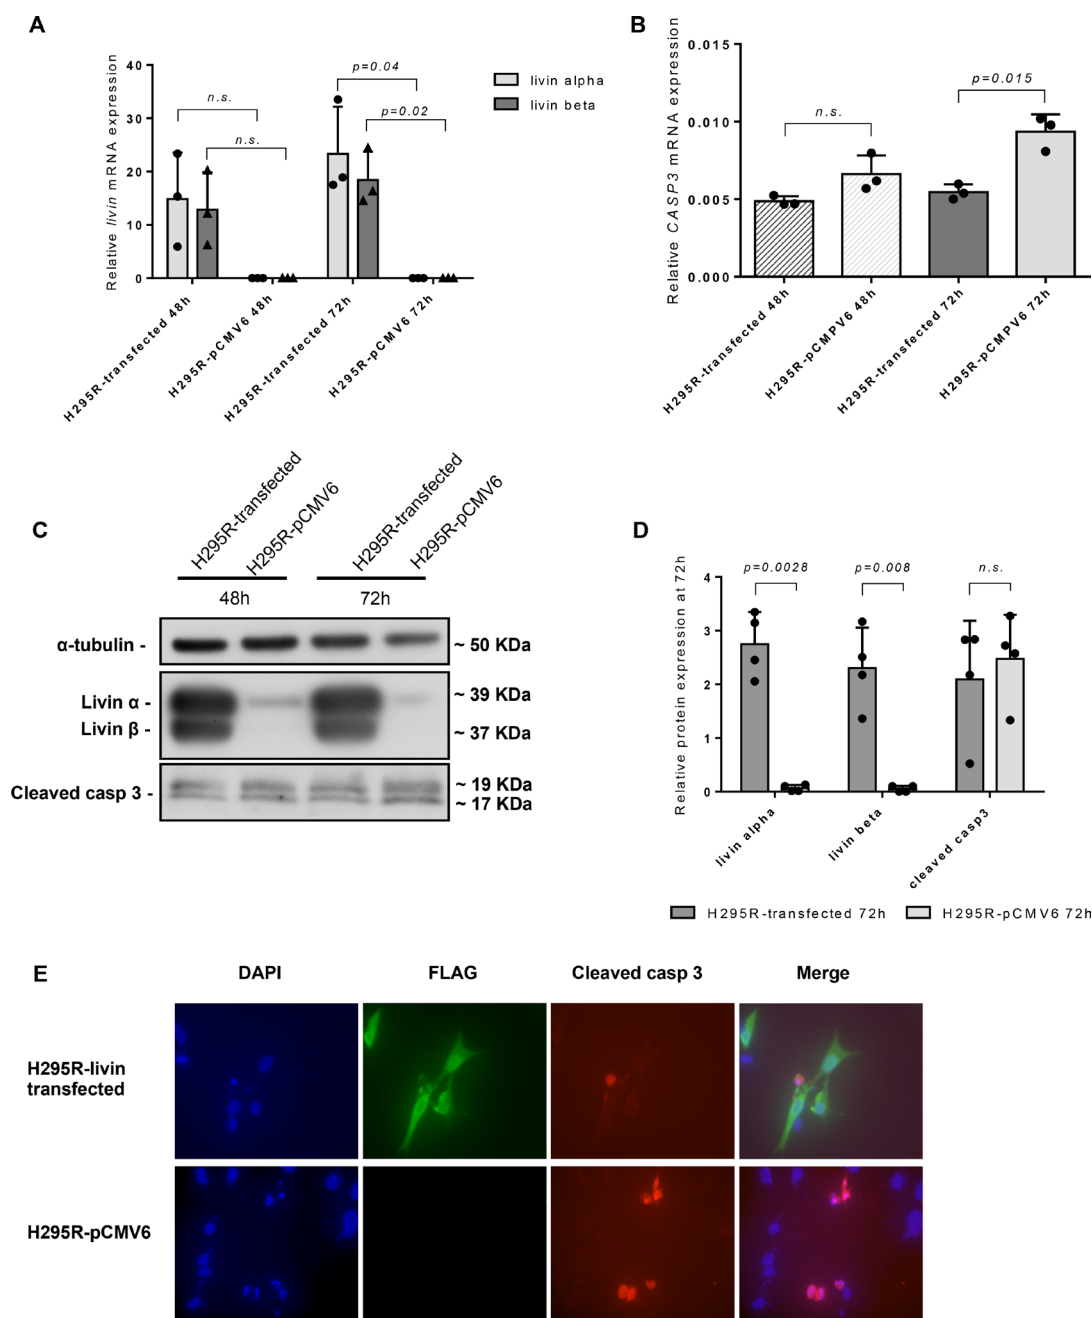 A
Relative livin mRNA expression
40
30
20
10
0
n.s.
n.s.
p=0.04
p=0.02
livin alpha
livin beta
H295R-transfected 48h
H295R-pCMV6 48h
H295R-transfected 72h
H295R-pCMV6 72h
B
Relative CASP3 mRNA expression
0.015
0.010
0.005
0.000
n.s.
p=0.015
H295R-transfected 48h
H295R-pCMPV6 48h
H295R-transfected 72h
H295R-pCMPV6 72h
C
H295R-transfected
H295R-pCMV6
H295R-transfected
H295R-pCMV6
48h
72h
α-tubulin -
~ 50 KDa
Livin α -
~ 39 KDa
Livin β -
~ 37 KDa
Cleaved casp 3 -
~ 19 KDa
~ 17 KDa
D
Relative protein expression at 72h
4
3
2
1
0
p=0.0028
p=0.008
n.s.
livin alpha
livin beta
cleaved casp3
H295R-transfected 72h
H295R-pCMV6 72h
E
DAPI
FLAG
Cleaved casp 3
Merge
H295R-livin
transfected
H295R-pCMV6